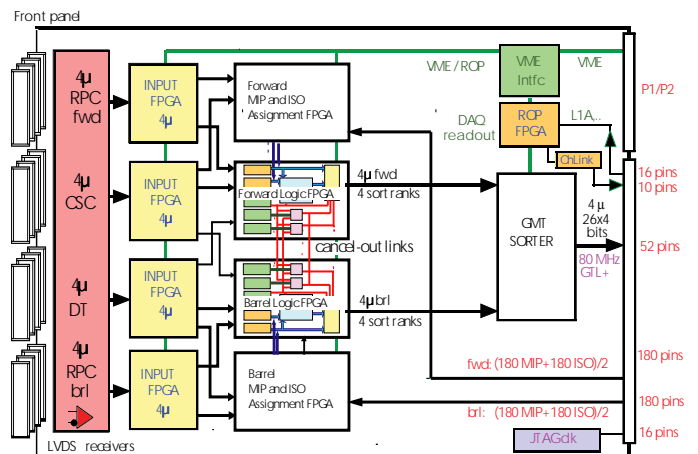 Front panel
4µ
RPC
fwd
4µ
CSC
4µ
DT
4µ
RPC
brl
LVDS receivers
INPUT
FPGA
4µ
INPUT
FPGA
4µ
INPUT
FPGA
4µ
INPUT
FPGA
4µ
Forward
MIP and ISO
Assignment FPGA
Forward Logic FPGA
cancel-out links
Barrel Logic FPGA
Barrel
MIP and ISO
Assignment FPGA
4µ fwd
4 sort ranks
4µ brl
4 sort ranks
VME / ROP
VME
Intfc
VME
DAQ
readout
ROP
FPGA
L1A,..
ChLink
GMT
SORTER
4 µ
26x4
bits
80 MHz
GTL+
P1/P2
16 pins
10 pins
52 pins
180 pins
fwd: (180 MIP+180 ISO)/2
180 pins
brl: (180 MIP+180 ISO)/2
16 pins
JTAGclk